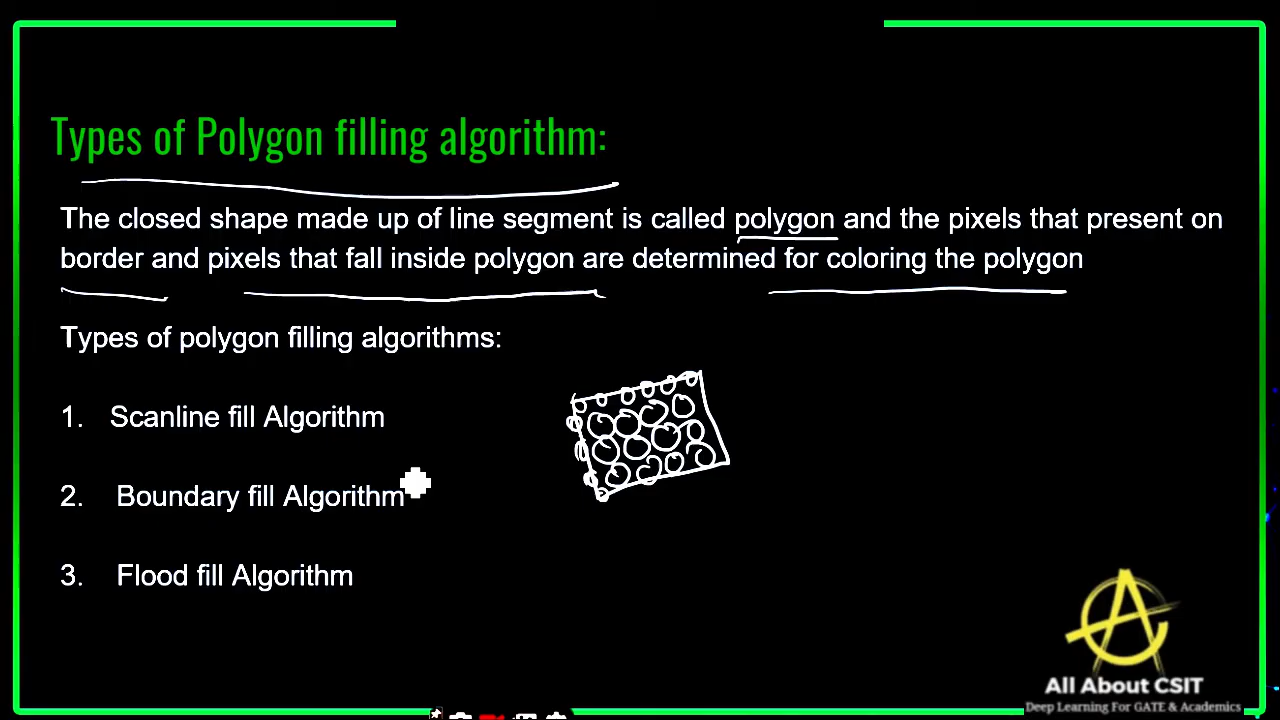 Types of Polygon filling algorithm:
The closed shape made up of line segment is called polygon and the pixels that present on
border and pixels that fall inside polygon are determined for coloring the polygon
Types of polygon filling algorithms:
1. Scanline fill Algorithm
2. Boundary fill Algorithm
3. Flood fill Algorithm
All About CSIT
Deep Learning For GATE & Academics